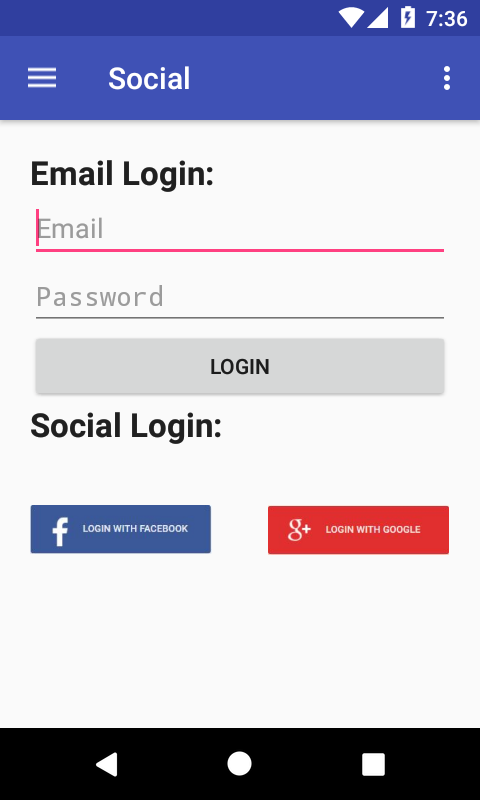 7:36
Social
Email Login:
Email
Password
LOGIN
Social Login:
f LOGIN WITH FACEBOOK
g+ LOGIN WITH GOOGLE